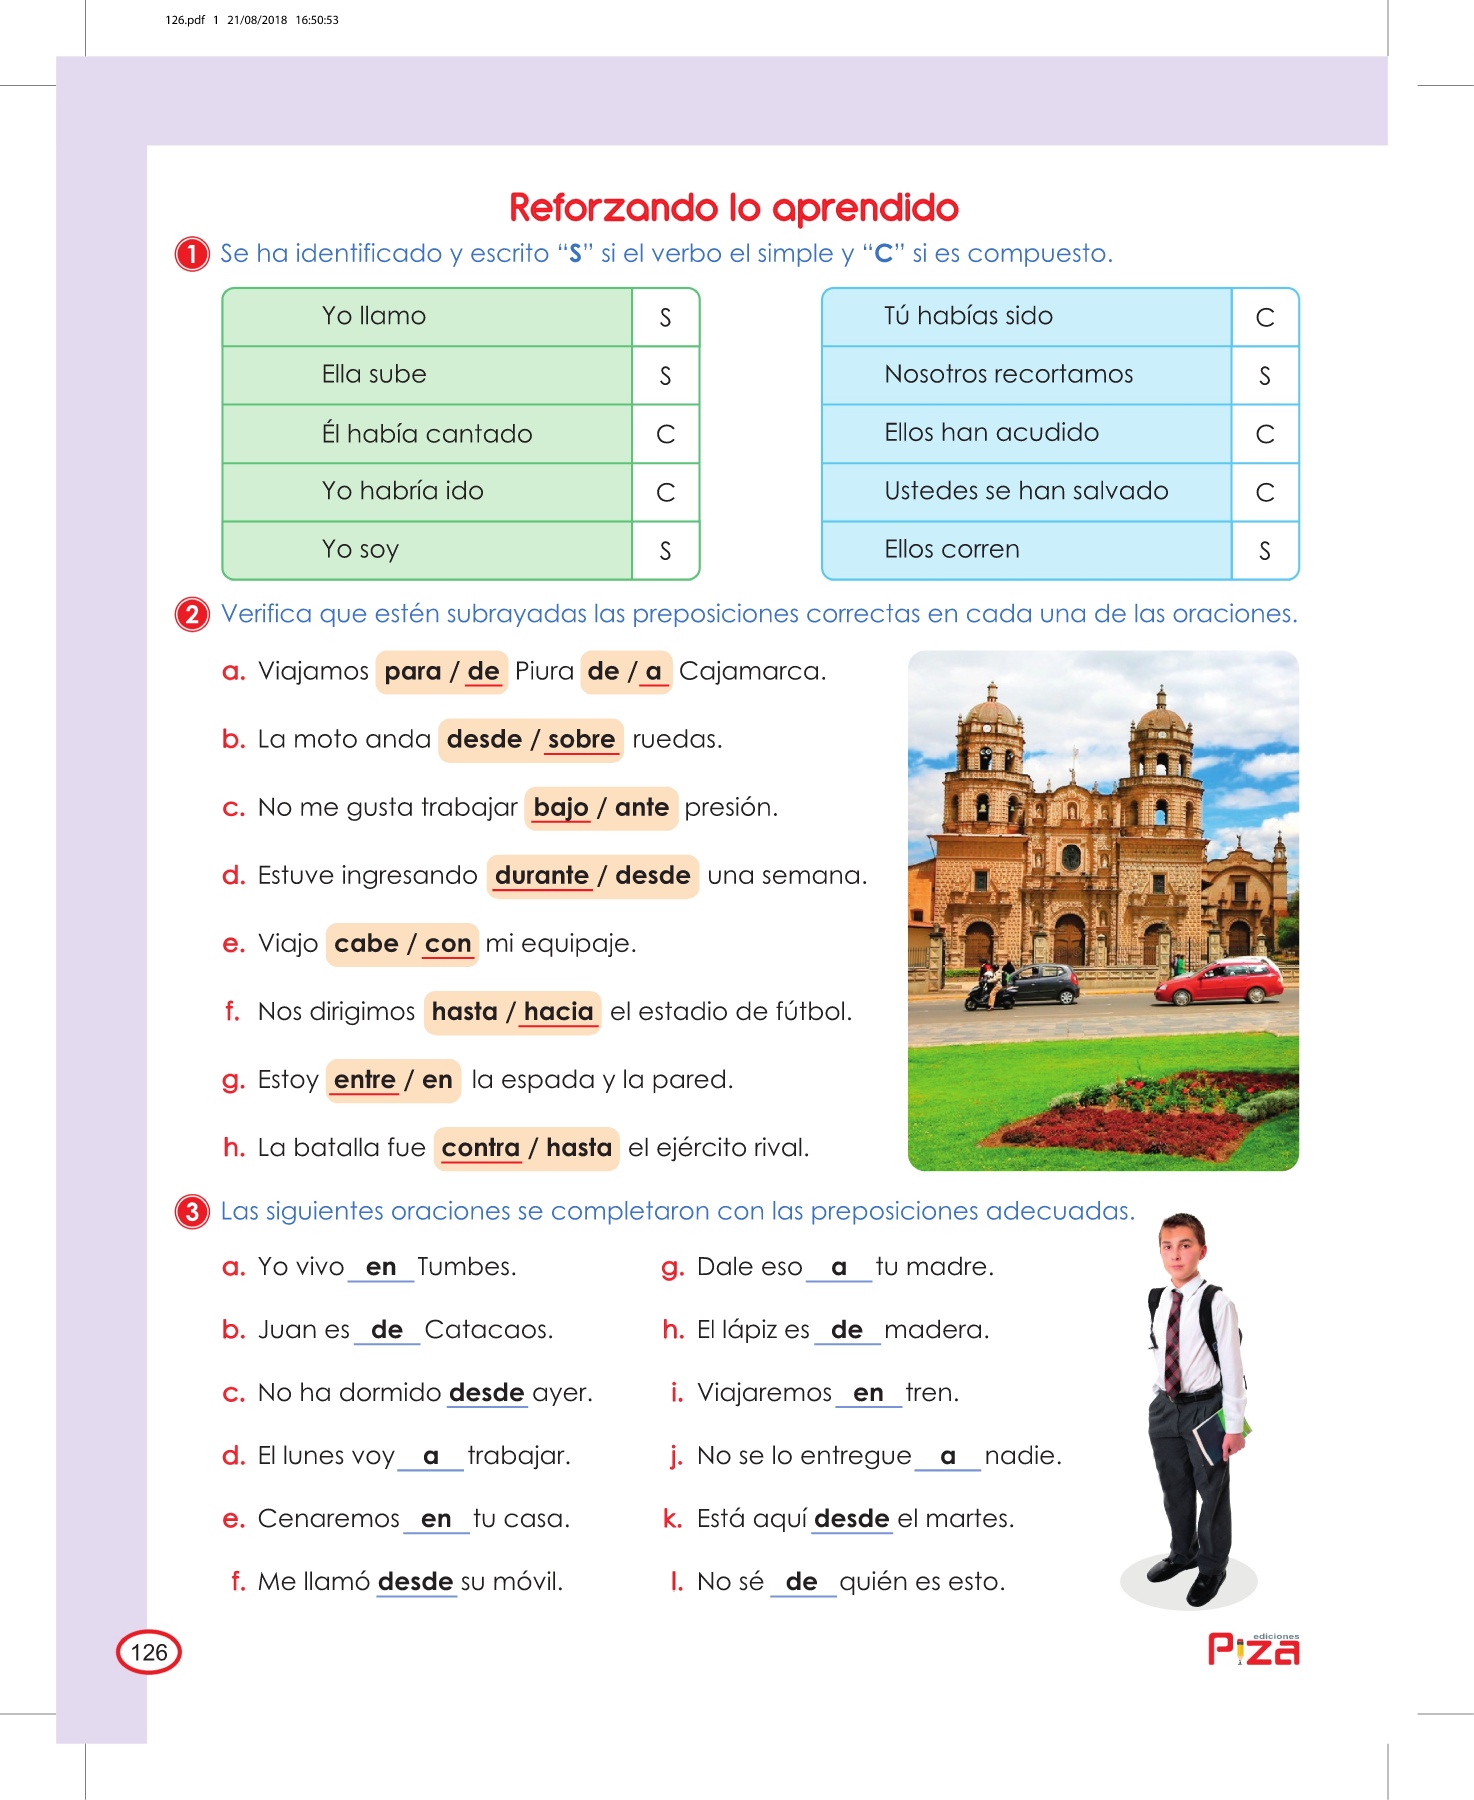 126.pdf 1 21/08/2018 16:50:53
Reforzando lo aprendido
1 Se ha identificado y escrito “S” si el verbo el simple y “C” si es compuesto.
Yo llamo S
Ella sube S
Él había cantado C
Yo habría ido C
Yo soy S
Tú habías sido C
Nosotros recortamos S
Ellos han acudido C
Ustedes se han salvado C
Ellos corren S
2 Verifica que estén subrayadas las preposiciones correctas en cada una de las oraciones.
a. Viajamos para / de Piura de / a Cajamarca.
b. La moto anda desde / sobre ruedas.
c. No me gusta trabajar bajo / ante presión.
d. Estuve ingresando durante / desde una semana.
e. Viajo cabe / con mi equipaje.
f. Nos dirigimos hasta / hacia el estadio de fútbol.
g. Estoy entre / en la espada y la pared.
h. La batalla fue contra / hasta el ejército rival.
3 Las siguientes oraciones se completaron con las preposiciones adecuadas.
a. Yo vivo en Tumbes.
b. Juan es de Catacaos.
c. No ha dormido desde ayer.
d. El lunes voy a trabajar.
e. Cenaremos en tu casa.
f. Me llamó desde su móvil.
g. Dale eso a tu madre.
h. El lápiz es de madera.
i. Viajaremos en tren.
j. No se lo entregue a nadie.
k. Está aquí desde el martes.
l. No sé de quién es esto.
126
ediciones
Piza